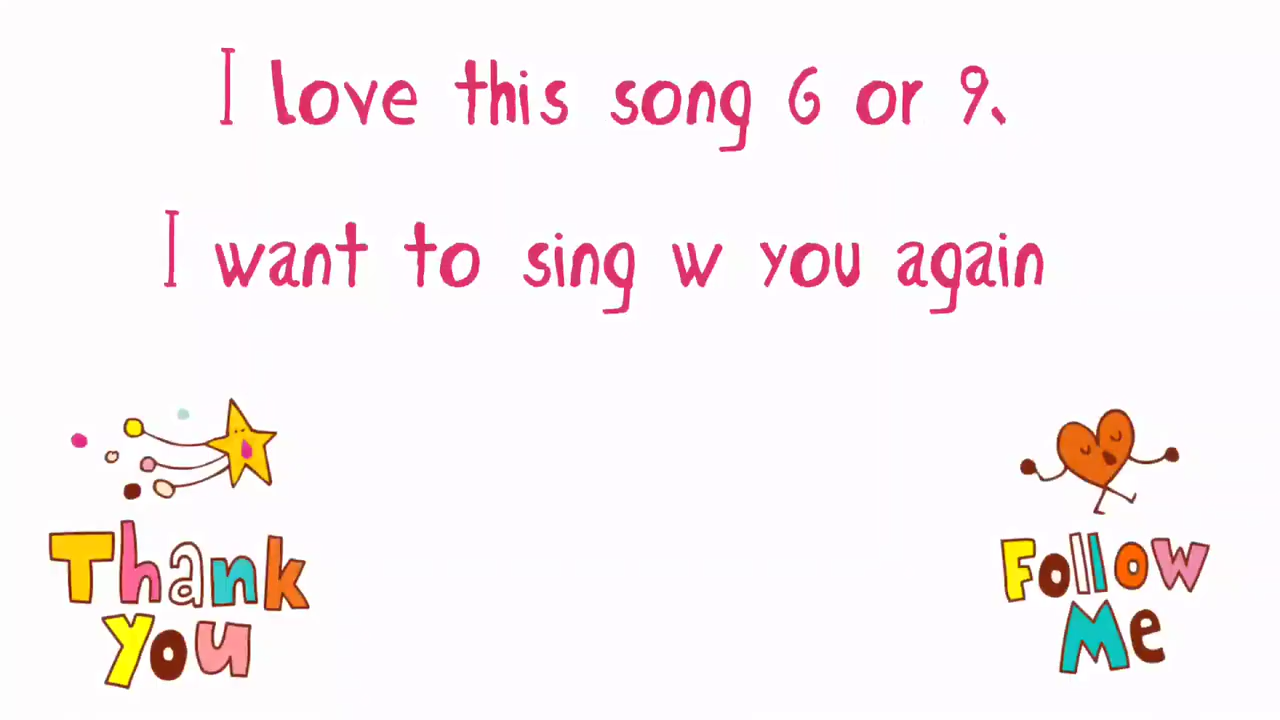 I love this song 6 or 9.
I want to sing w you again
Thank
You
Follow
Me